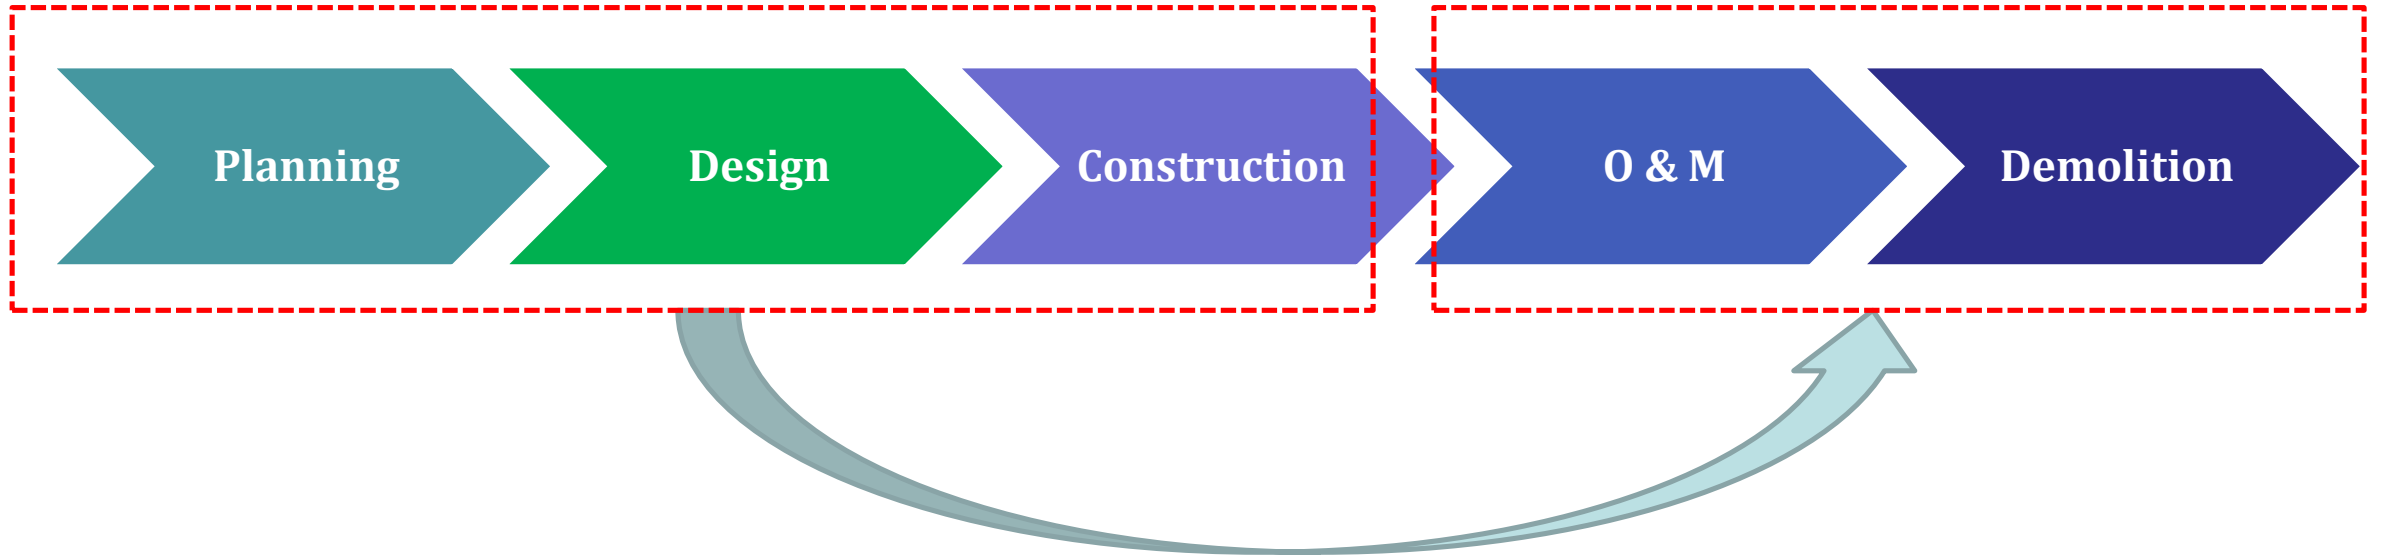 Planning
Design
Construction
O & M
Demolition